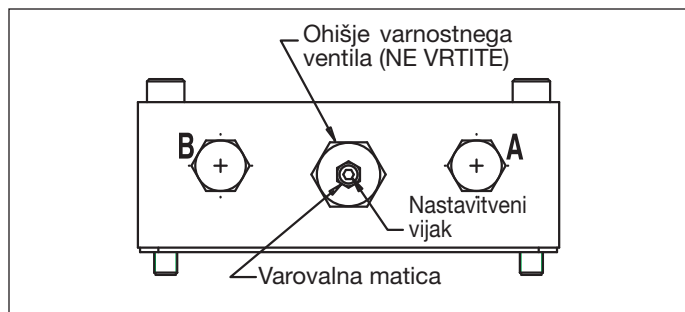 Ohišje varnostnega
ventila (NE VRTITE)
B
A
Nastavitveni
vijak
Varovalna matica